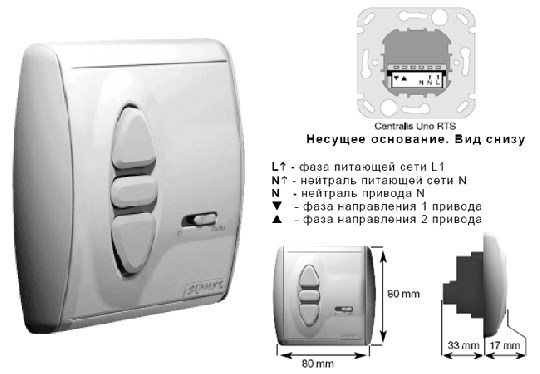 N N L
Centralis Uno RTS
Несущее основание. Вид снизу
L↑ - фаза питающей сети L1
N↑ - нейтраль питающей сети N
N - нейтраль привода N
▼ - фаза направления 1 привода
▲ - фаза направления 2 привода
somfy
80 mm
80 mm
33 mm
17 mm